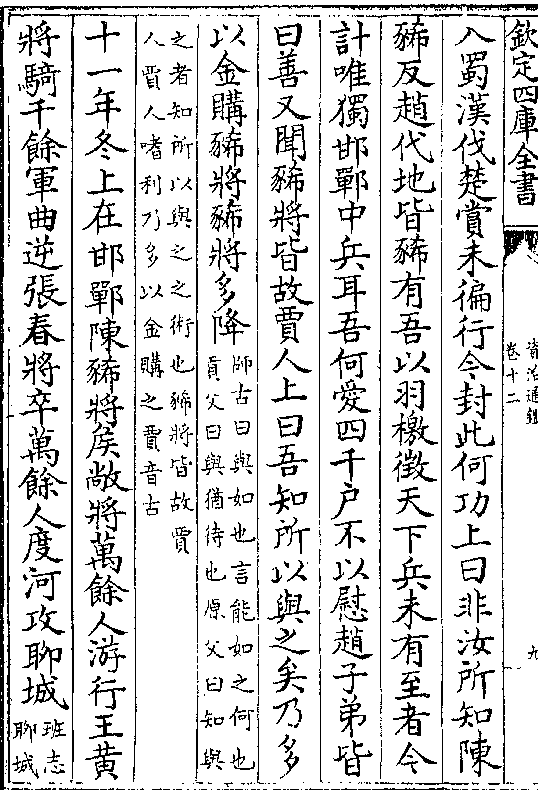 欽定四庫全書
資治通鑑
卷十二
九
入蜀漢伐楚賞未徧行今封此何功上曰非汝所知陳
豨反趙代地皆豨有吾以羽檄徵天下兵未有至者今
計唯獨邯鄲中兵耳吾何愛四千户不以慰趙子弟皆
曰善又聞豨將皆故賈人上曰吾知所以與之矣乃多
以金購豨將豨將多降師古曰與如也言能如之何也
貢父曰與猶待也原父曰知與
之者知所以與之之術也豨將皆故賈
人賈人嗜利乃多以金購之賈音古
十一年冬上在邯鄲陳豨將侯敞將萬餘人游行王黄
將騎千餘軍曲逆張春將卒萬餘人度河攻聊城班志
聊城